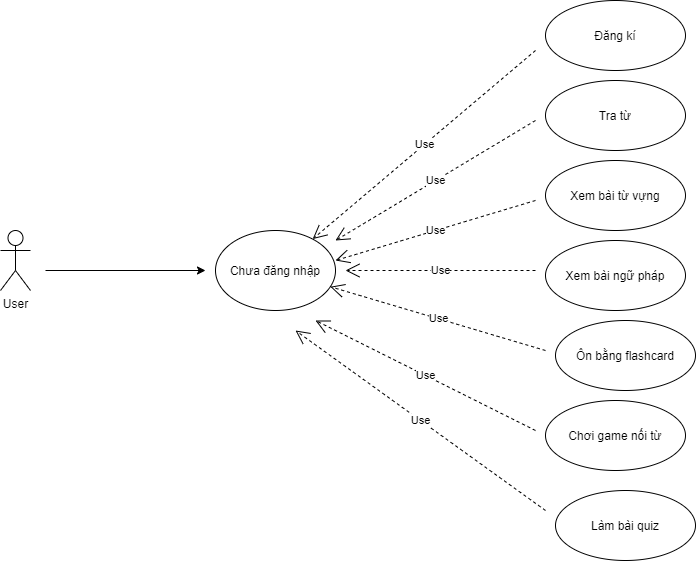 Đăng kí
Use
Tra từ
Use
Xem bài từ vựng
Use
User
Chưa đăng nhập
Use
Xem bài ngữ pháp
Use
Ôn bằng flashcard
Use
Chơi game nối từ
Use
Làm bài quiz